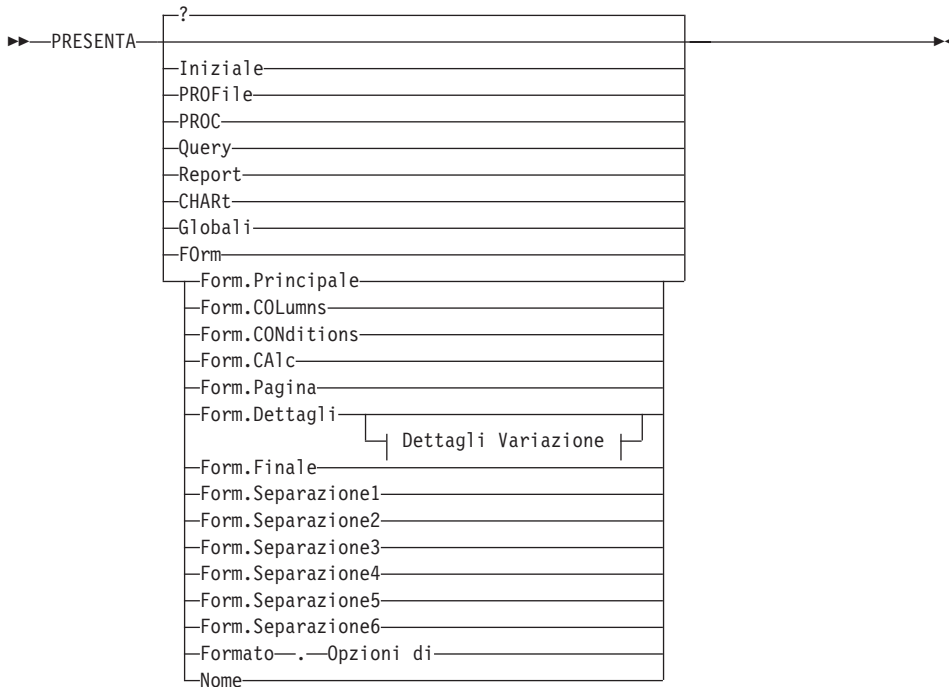 ?
PRESENTA
Iniziale
PROFile
PROC
Query
Report
CHARt
Globali
FOrm
Form.Principale
Form.COLumns
Form.CONditions
Form.CAlc
Form.Pagina
Form.Dettagli
Dettagli Variazione
Form.Finale
Form.Separazione1
Form.Separazione2
Form.Separazione3
Form.Separazione4
Form.Separazione5
Form.Separazione6
Formato . Opzioni di
Nome